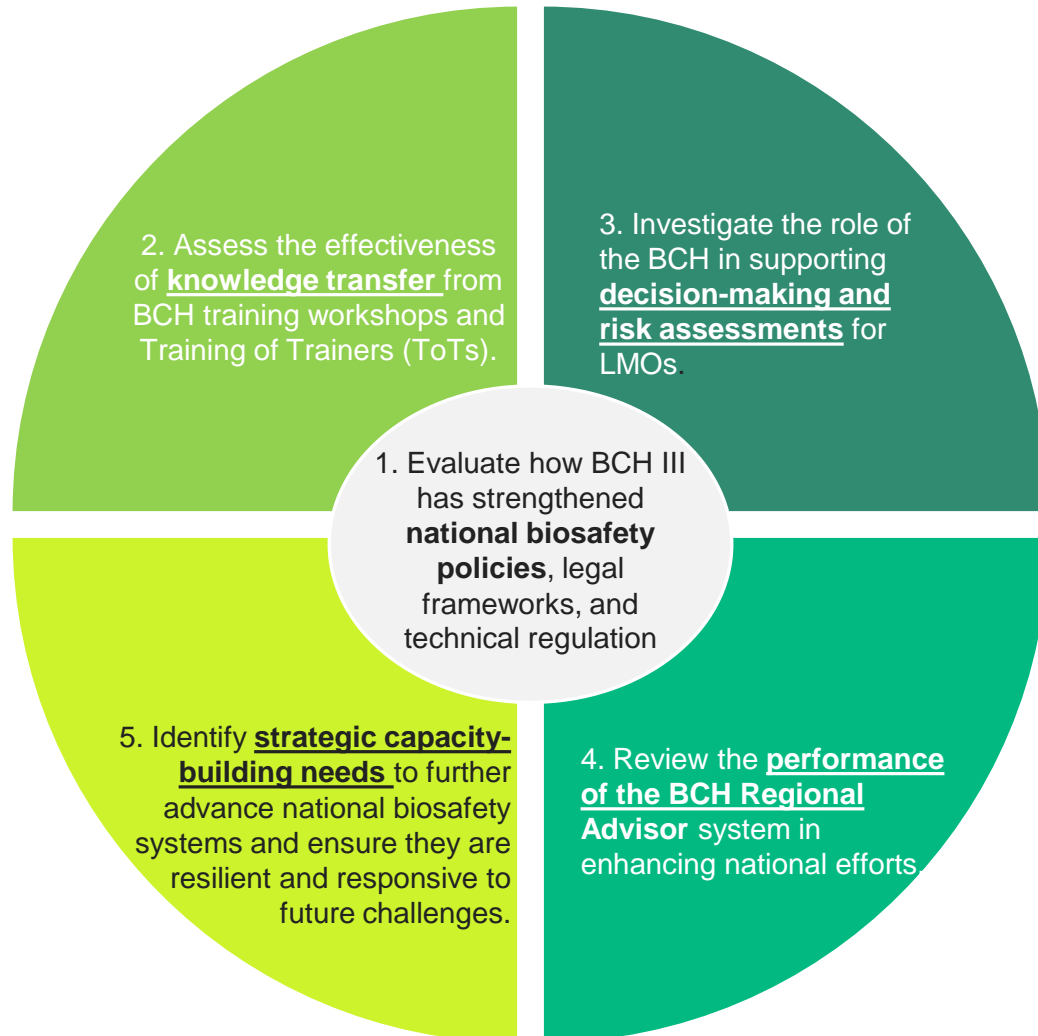 2. Assess the effectiveness
of knowledge transfer from
BCH training workshops and
Training of Trainers (ToTs).
3. Investigate the role of
the BCH in supporting
decision-making and
risk assessments for
LMOs.
1. Evaluate how BCH III
has strengthened
national biosafety
policies, legal
frameworks, and
technical regulation
5. Identify strategic capacity-
building needs to further
advance national biosafety
systems and ensure they are
resilient and responsive to
future challenges.
4. Review the performance
of the BCH Regional
Advisor system in
enhancing national efforts.